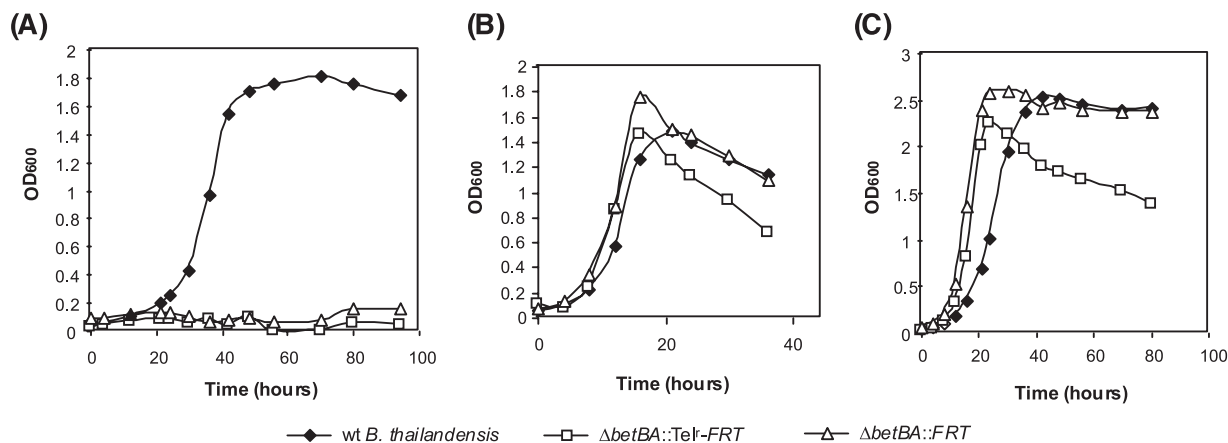 (A)
2
1.8
1.6
1.4
1.2
1
0.8
0.6
0.4
0.2
0
OD600
0 20 40 60 80 100
Time (hours)
(B)
2
1.8
1.6
1.4
1.2
1
0.8
0.6
0.4
0.2
0
OD600
0 20 40
Time (hours)
(C)
3
2.5
2
1.5
1
0.5
0
OD600
0 20 40 60 80 100
Time (hours)
wt B. thailandensis
ΔbetBA::Telʳ-FRT
ΔbetBA::FRT